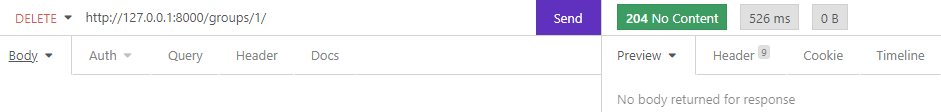 DELETE http://127.0.0.1:8000/groups/1/ Send 204 No Content 526 ms 0 B
Body Auth Query Header Docs Preview Header 9 Cookie Timeline
No body returned for response